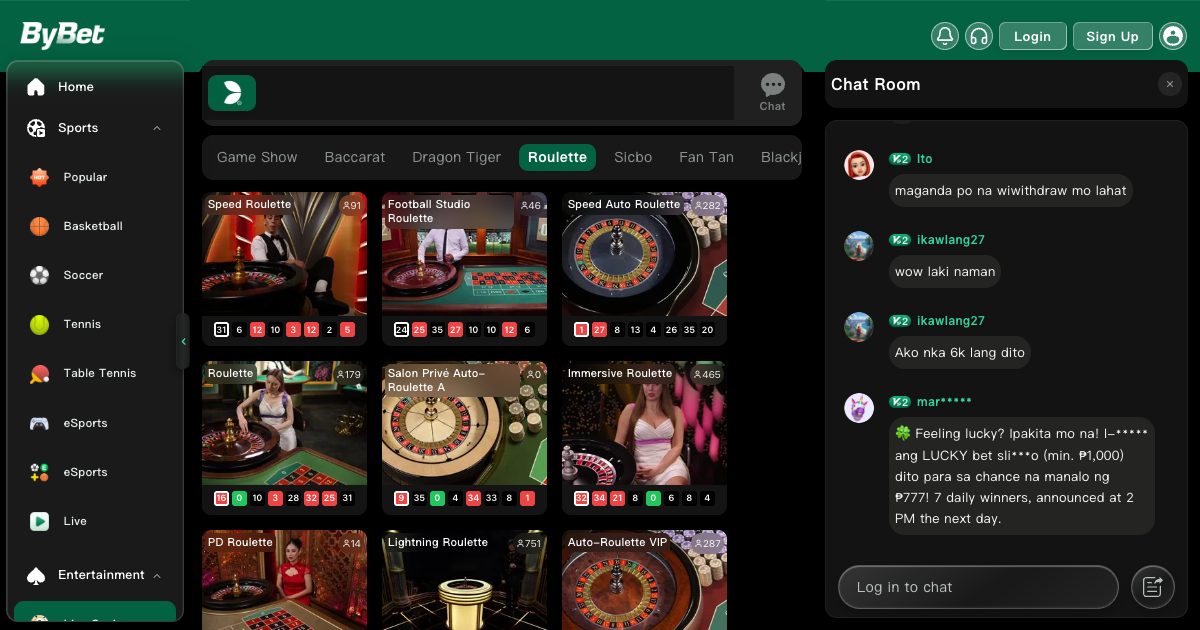 ByBet
Login
Sign Up
Home
Sports
Popular
Basketball
Soccer
Tennis
Table Tennis
eSports
eSports
Live
Entertainment
Chat
Game Show
Baccarat
Dragon Tiger
Roulette
Sicbo
Fan Tan
Blackj
Speed Roulette
91
31 6 12 10 3 12 2 5
Football Studio
Roulette
46
24 25 35 27 10 10 12 6
Speed Auto Roulette
282
1 27 8 13 4 26 35 20
Roulette
179
16 0 10 3 28 32 25 31
Salon Privé Auto-
Roulette A
0
9 35 0 4 34 33 8 1
Immersive Roulette
465
32 34 21 8 0 6 8 4
PD Roulette
14
Lightning Roulette
751
Auto-Roulette VIP
287
Chat Room
×
V2 Ito
maganda po na wiwithdraw mo lahat
V2 ikawlang27
wow laki naman
V2 ikawlang27
Ako nka 6k lang dito
V2 mar*****
🍀 Feeling lucky? Ipakita mo na! I-*****
ang LUCKY bet sli***o (min. ₱1,000)
dito para sa chance na manalo ng
₱777! 7 daily winners, announced at 2
PM the next day.
Log in to chat